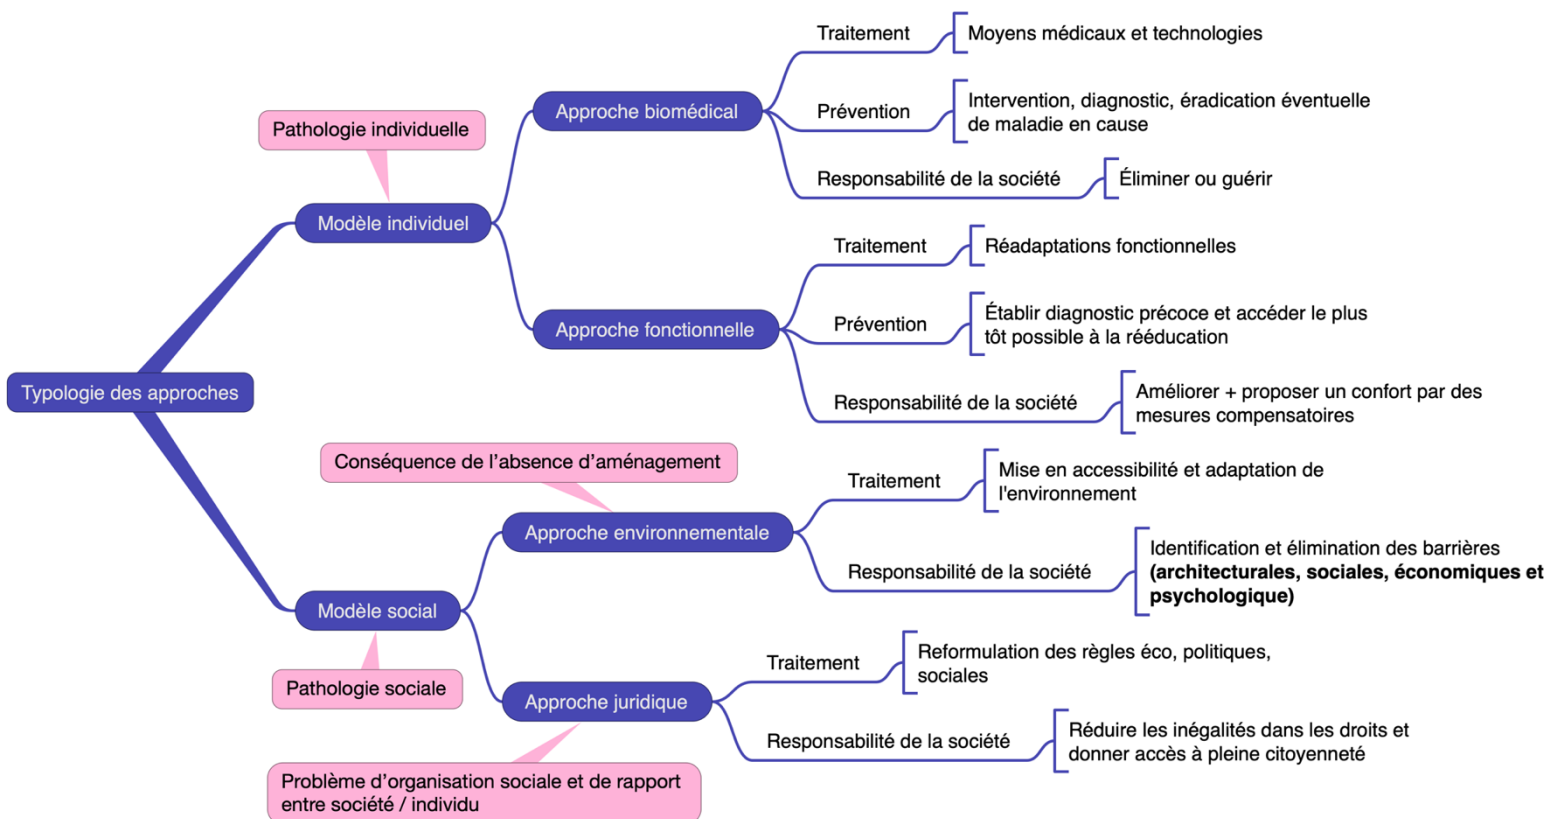 Typologie des approches
Pathologie individuelle
Modèle individuel
Approche biomédical
Traitement
Moyens médicaux et technologies
Prévention
Intervention, diagnostic, éradication éventuelle
de maladie en cause
Responsabilité de la société
Éliminer ou guérir
Approche fonctionnelle
Traitement
Réadaptations fonctionnelles
Prévention
Établir diagnostic précoce et accéder le plus
tôt possible à la rééducation
Responsabilité de la société
Améliorer + proposer un confort par des
mesures compensatoires
Modèle social
Pathologie sociale
Conséquence de l’absence d’aménagement
Approche environnementale
Traitement
Mise en accessibilité et adaptation de
l'environnement
Responsabilité de la société
Identification et élimination des barrières
(architecturales, sociales, économiques et
psychologique)
Approche juridique
Problème d’organisation sociale et de rapport
entre société / individu
Traitement
Reformulation des règles éco, politiques,
sociales
Responsabilité de la société
Réduire les inégalités dans les droits et
donner accès à pleine citoyenneté